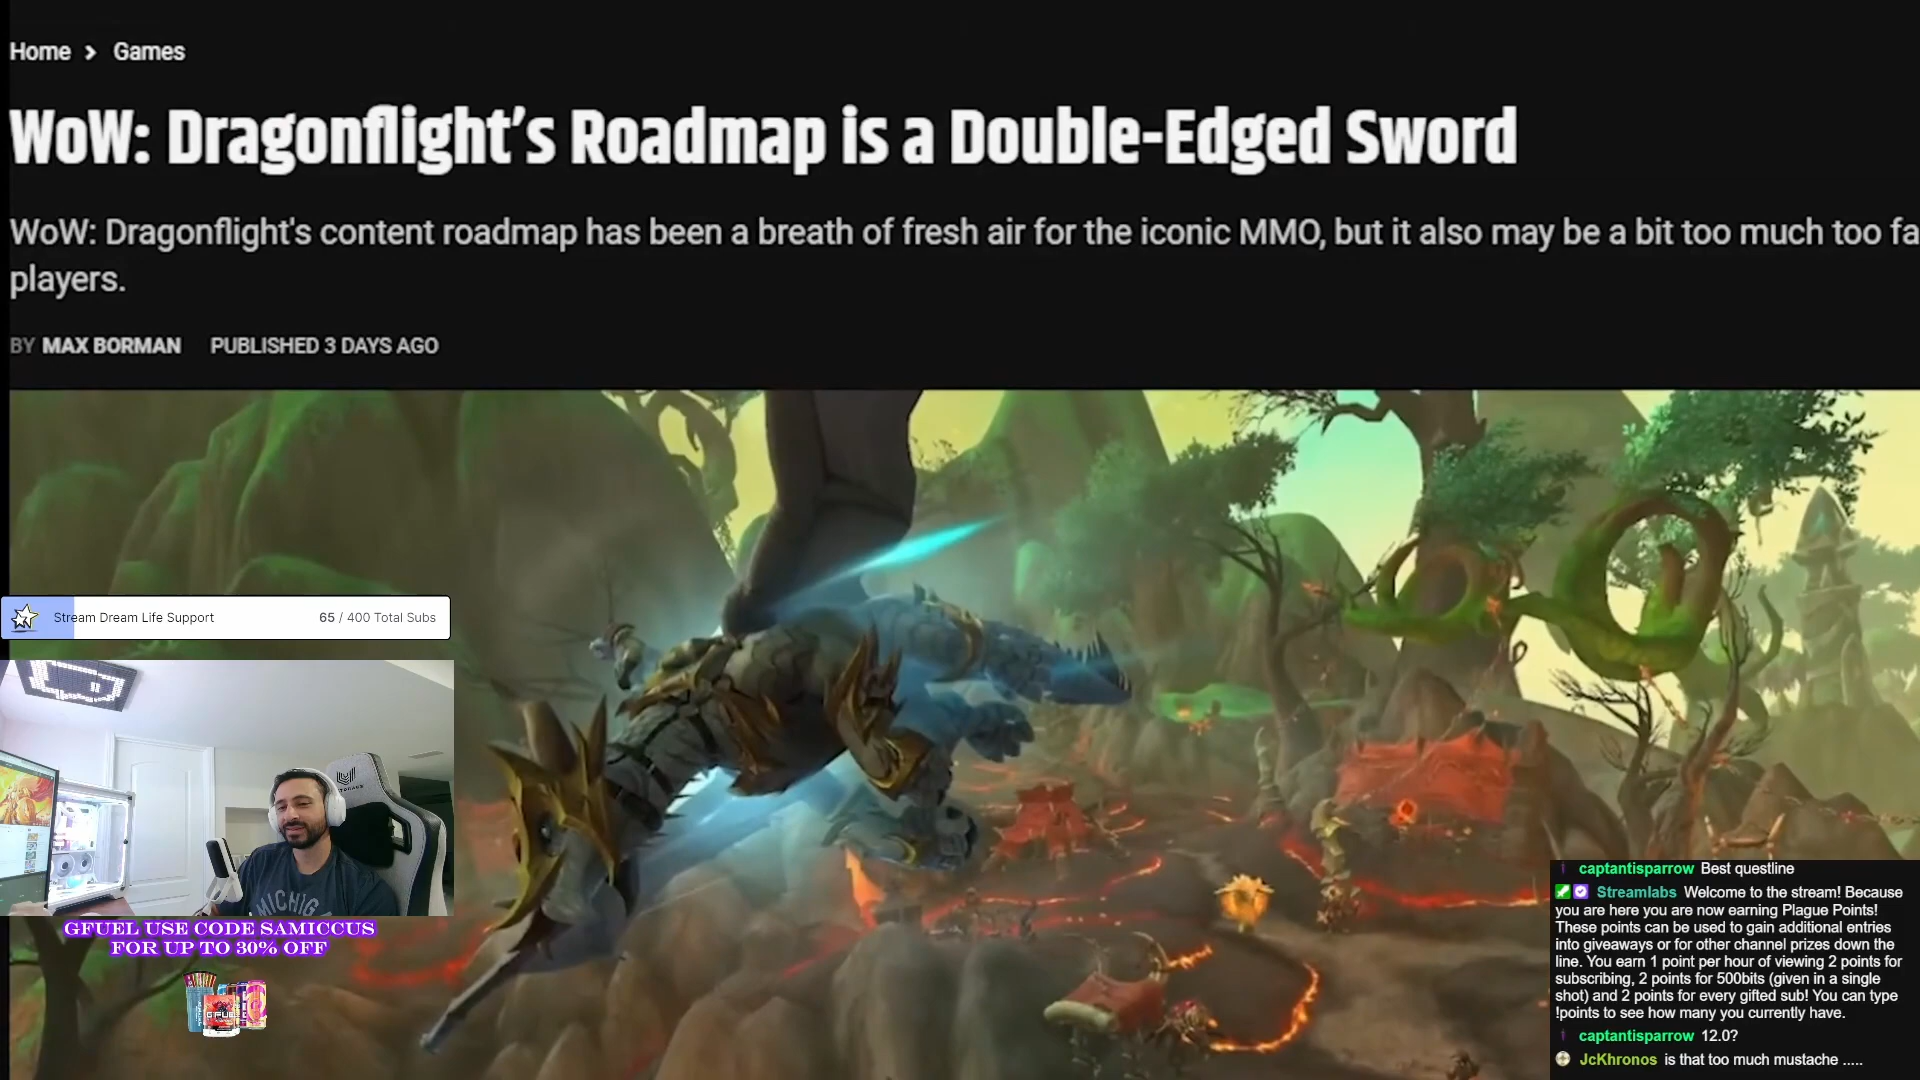 Home > Games
WoW: Dragonflight's Roadmap is a Double-Edged Sword
WoW: Dragonflight's content roadmap has been a breath of fresh air for the iconic MMO, but it also may be a bit too much too fa
players.
BY MAX BORMAN PUBLISHED 3 DAYS AGO
Stream Dream Life Support 65 / 400 Total Subs
MICHIG
GFUEL USE CODE SAMICCUS
FOR UP TO 30% OFF
G FUEL
captantisparrow Best questline
Streamlabs Welcome to the stream! Because
you are here you are now earning Plague Points!
These points can be used to gain additional entries
into giveaways or for other channel prizes down the
line. You earn 1 point per hour of viewing 2 points for
subscribing, 2 points for 500bits (given in a single
shot) and 2 points for every gifted sub! You can type
!points to see how many you currently have.
captantisparrow 12.0?
JcKhronos is that too much mustache .....